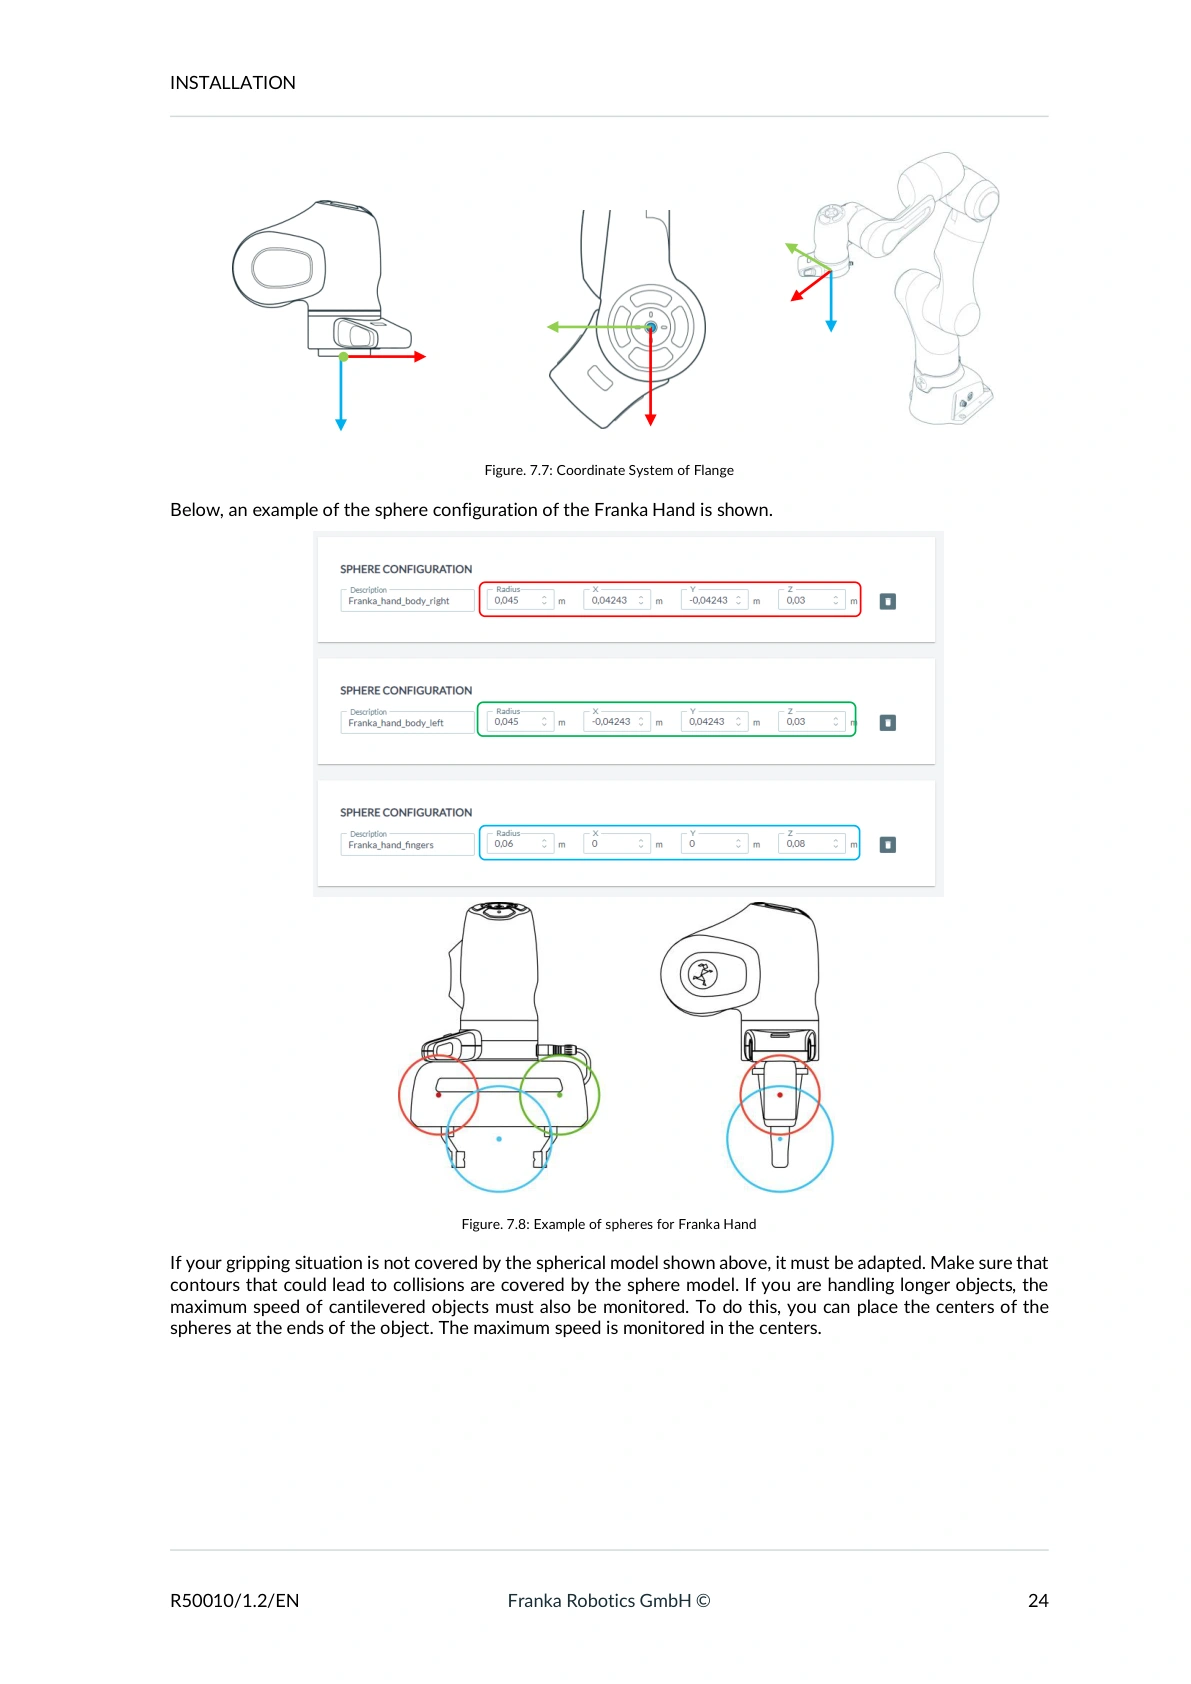 INSTALLATION
Figure. 7.7: Coordinate System of Flange
Below, an example of the sphere configuration of the Franka Hand is shown.
SPHERE CONFIGURATION
Description Radius X Y Z
Franka_hand_body_right 0,045 m 0,04243 m -0,04243 m 0,03 m
SPHERE CONFIGURATION
Description Radius X Y Z
Franka_hand_body_left 0,045 m -0,04243 m 0,04243 m 0,03 m
SPHERE CONFIGURATION
Description Radius X Y Z
Franka_hand_fingers 0,06 m 0 m 0 m 0,08 m
Figure. 7.8: Example of spheres for Franka Hand
If your gripping situation is not covered by the spherical model shown above, it must be adapted. Make sure that
contours that could lead to collisions are covered by the sphere model. If you are handling longer objects, the
maximum speed of cantilevered objects must also be monitored. To do this, you can place the centers of the
spheres at the ends of the object. The maximum speed is monitored in the centers.
R50010/1.2/EN Franka Robotics GmbH © 24